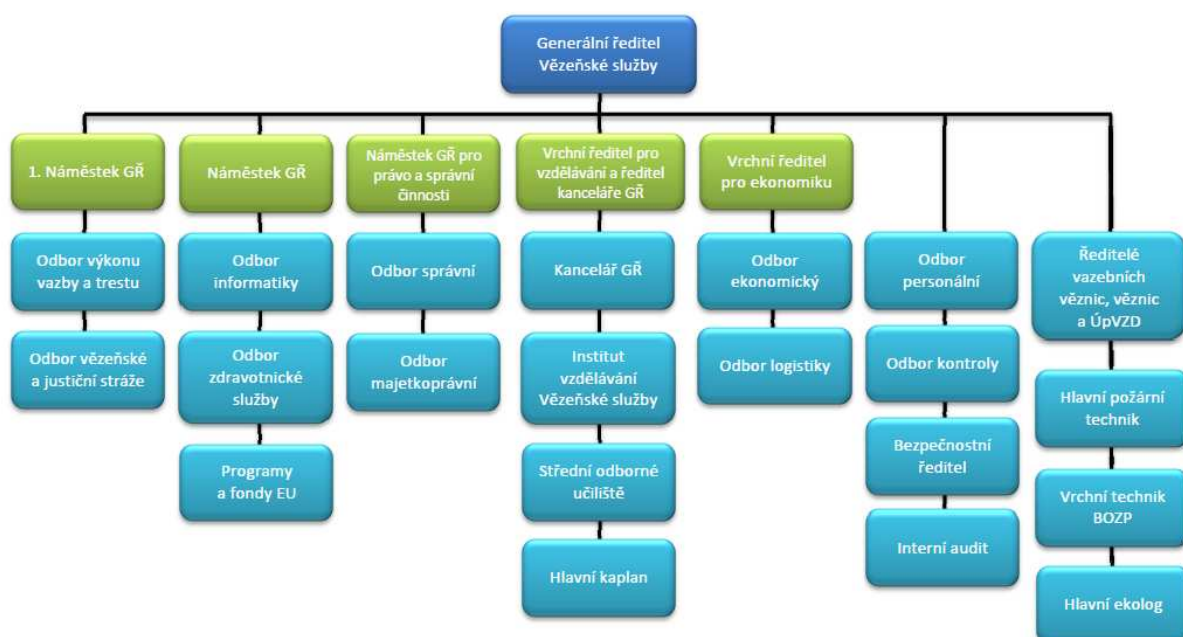 Generální ředitel
Vězeňské služby
1. Náměstek GŘ
Náměstek GŘ
Náměstek GŘ pro
právo a správní
činnosti
Vrchní ředitel pro
vzdělávání a ředitel
kanceláře GŘ
Vrchní ředitel
pro ekonomiku
Odbor výkonu
vazby a trestu
Odbor
informatiky
Odbor správní
Kancelář GŘ
Odbor
ekonomický
Odbor
personální
Ředitelé
vazebních
věznic, věznic
a ÚpVZD
Odbor vězeňské
a justiční stráže
Odbor
zdravotnické
služby
Odbor
majetkoprávní
Institut
vzdělávání
Vězeňské služby
Odbor logistiky
Odbor kontroly
Hlavní požární
technik
Programy
a fondy EU
Střední odborné
učiliště
Bezpečnostní
ředitel
Vrchní technik
BOZP
Hlavní kaplan
Interní audit
Hlavní ekolog